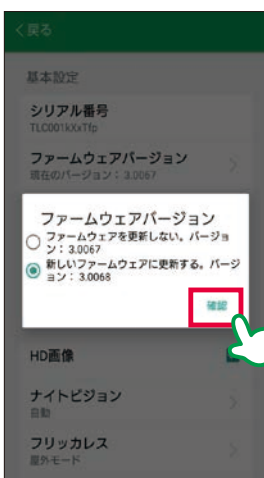 < 戻る
基本設定
シリアル番号
TLC001kXxTfp
ファームウェアバージョン
現在のバージョン： 3.0067
ファームウェアバージョン
ファームウェアを更新しない。バージョ
ン： 3.0067
新しいファームウェアに更新する。バージ
ョン： 3.0068
確認
HD画像
ナイトビジョン
自動
フリッカレス
屋外モード